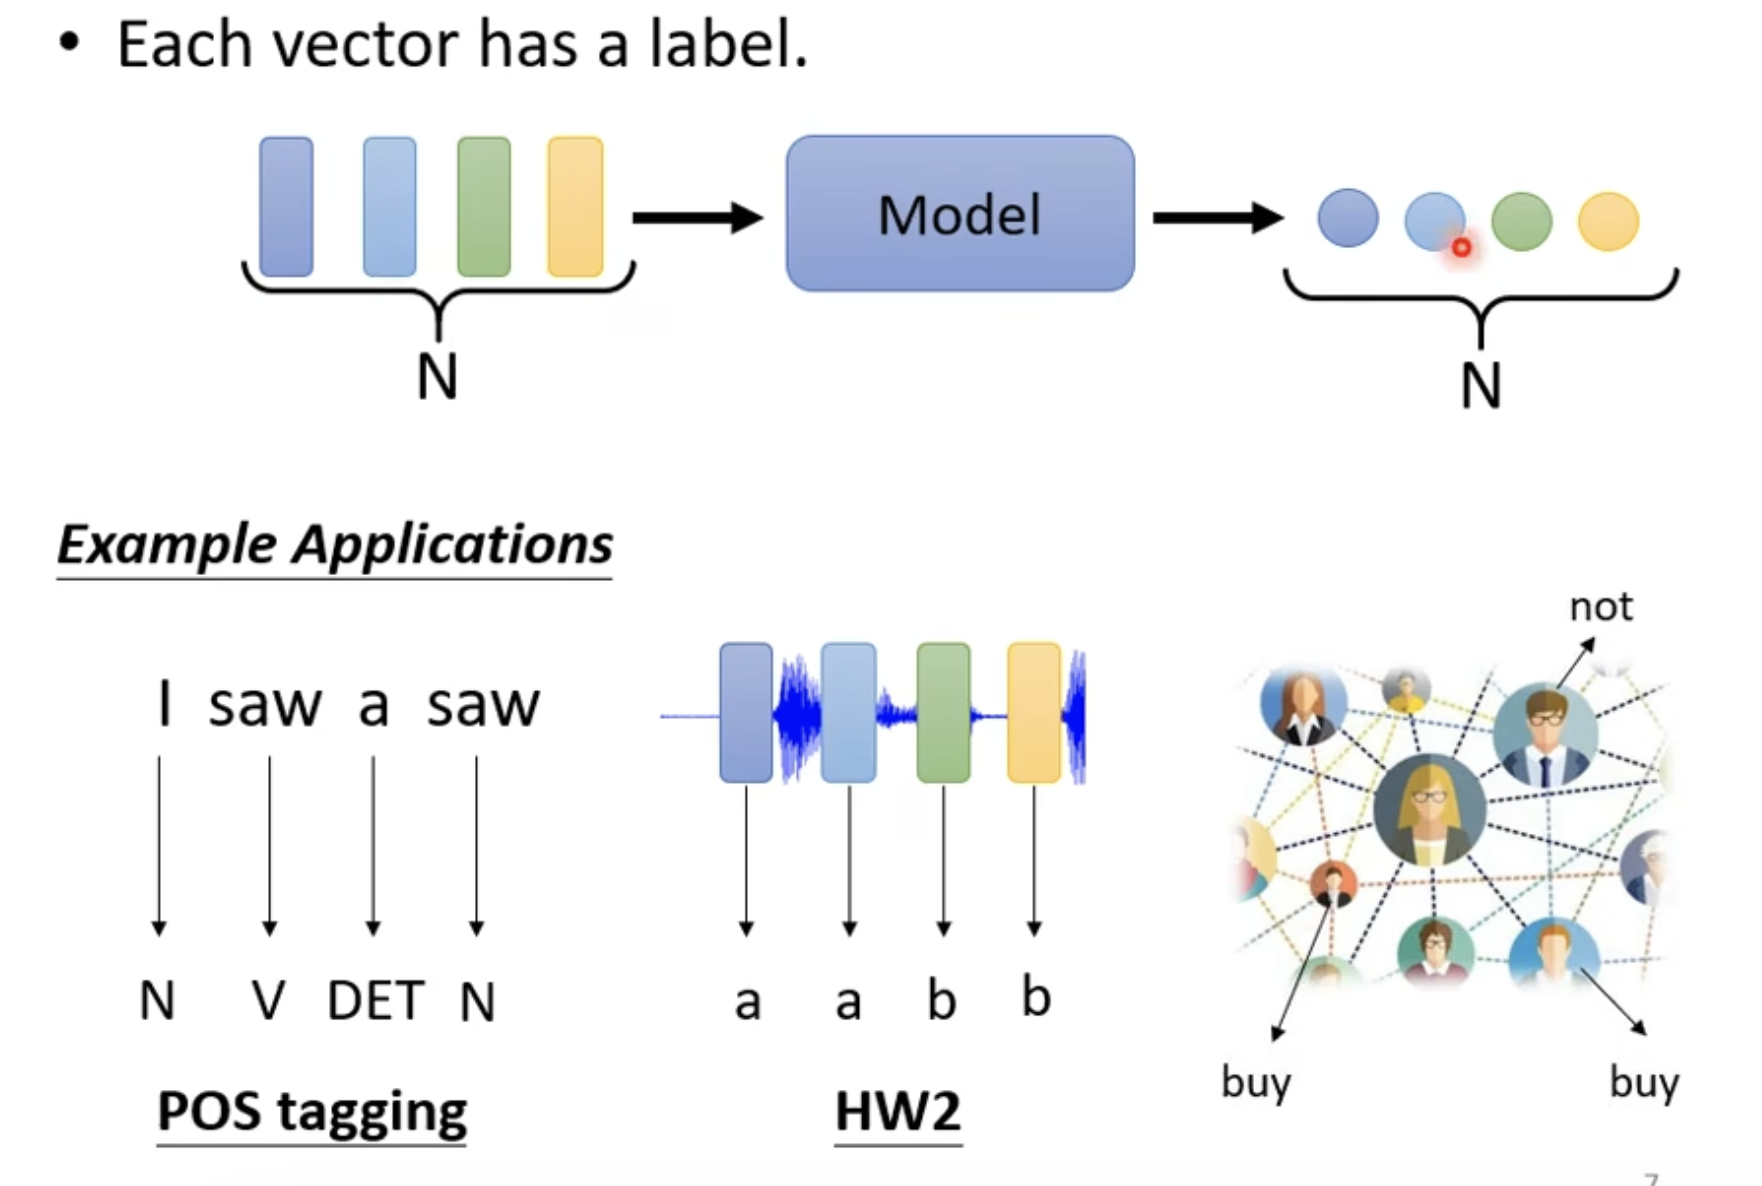 • Each vector has a label.
Model
N
N
Example Applications
not
I saw a saw
N V DET N
a a b b
buy
buy
POS tagging
HW2
7